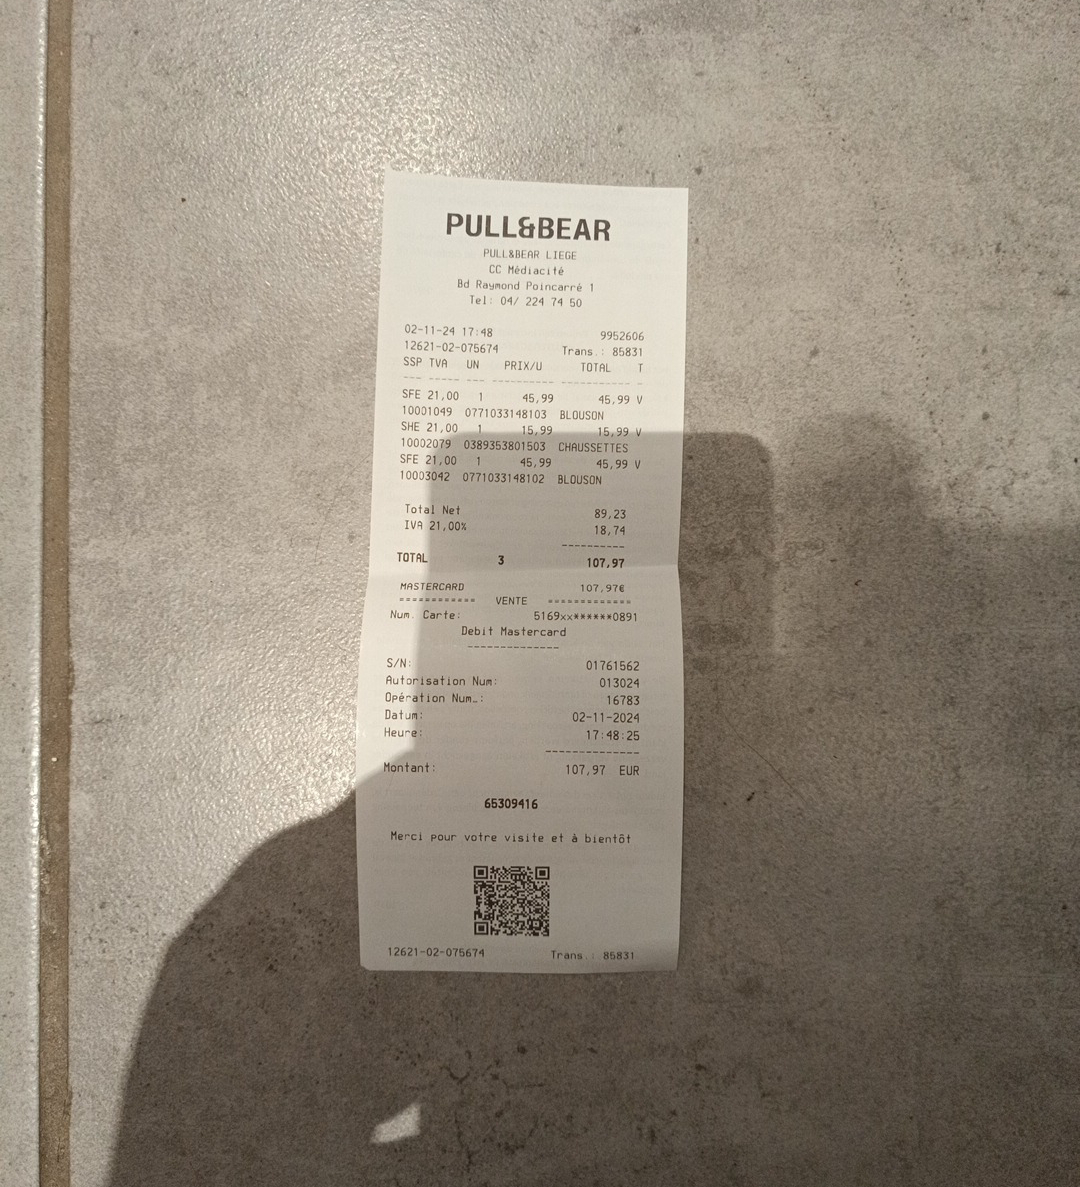 PULL&BEAR
PULL&BEAR LIEGE
CC Médiacité
Bd Raymond Poincarré 1
Tel: 04/ 224 74 50
02-11-24 17:48 9952606
12621-02-075674 Trans.: 85831
SSP TVA UN PRIX/U TOTAL T
--- ----- --- ---------- ---------- -
SFE 21,00 1 45,99 45,99 V
10001049 0771033148103 BLOUSON
SHE 21,00 1 15,99 15,99 V
10002079 0389353801503 CHAUSSETTES
SFE 21,00 1 45,99 45,99 V
10003042 0771033148102 BLOUSON
Total Net 89,23
IVA 21,00% 18,74
----------
TOTAL 3 107,97
MASTERCARD 107,97€
============ VENTE =============
Num. Carte: 5169xx******0891
Debit Mastercard
--------------
S/N: 01761562
Autorisation Num: 013024
Opération Num.: 16783
Datum: 02-11-2024
Heure: 17:48:25
--------------
Montant: 107,97 EUR
65309416
Merci pour votre visite et à bientôt
12621-02-075674 Trans.: 85831